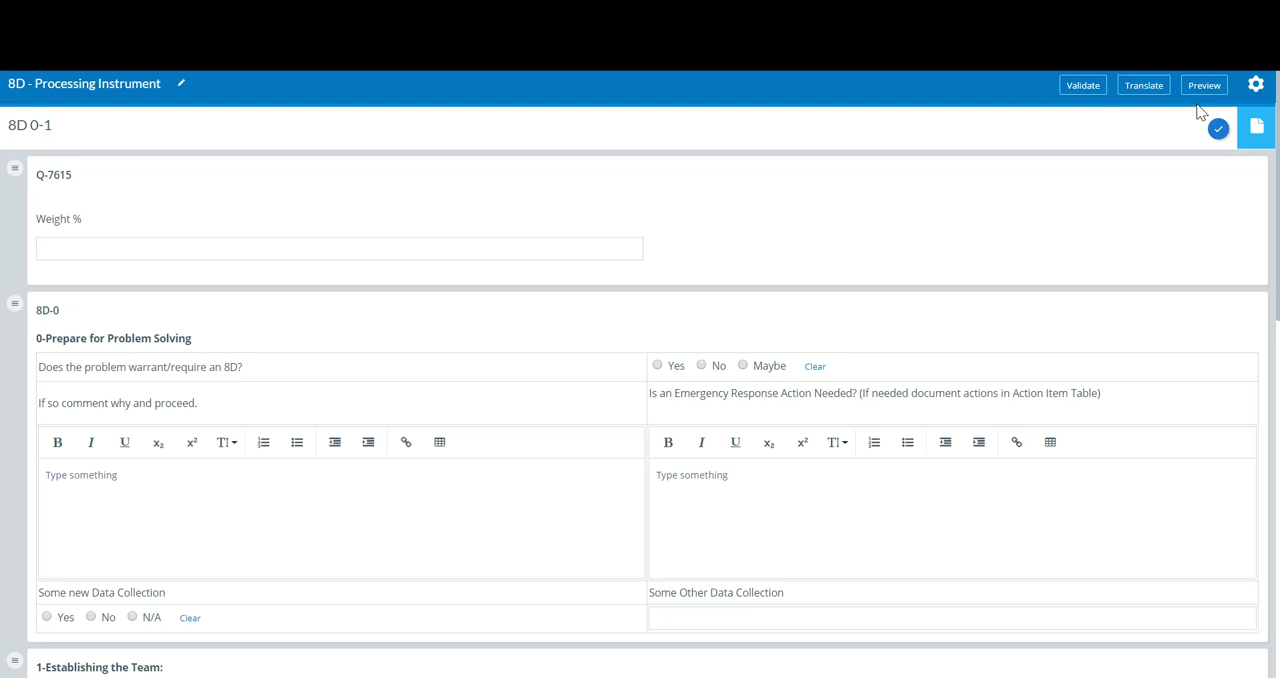 8D - Processing Instrument
Validate Translate Preview
8D 0-1
Q-7615
Weight %
8D-0
0-Prepare for Problem Solving
Does the problem warrant/require an 8D?
Yes No Maybe Clear
If so comment why and proceed.
Is an Emergency Response Action Needed? (If needed document actions in Action Item Table)
B I U x₂ x² T!
B I U x₂ x² T!
Type something
Type something
Some new Data Collection
Some Other Data Collection
Yes No N/A Clear
1-Establishing the Team: